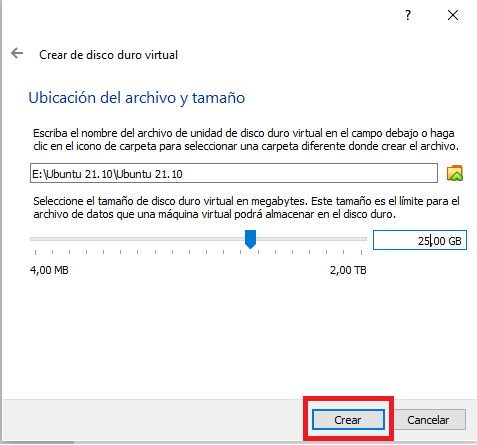 ?
Crear de disco duro virtual
Ubicación del archivo y tamaño
Escriba el nombre del archivo de unidad de disco duro virtual en el campo debajo o haga
clic en el icono de carpeta para seleccionar una carpeta diferente donde crear el archivo.
E:\Ubuntu 21.10\Ubuntu 21.10
Seleccione el tamaño de disco duro virtual en megabytes. Este tamaño es el límite para el
archivo de datos que una máquina virtual podrá almacenar en el disco duro.
25,00 GB
4,00 MB 2,00 TB
Crear Cancelar